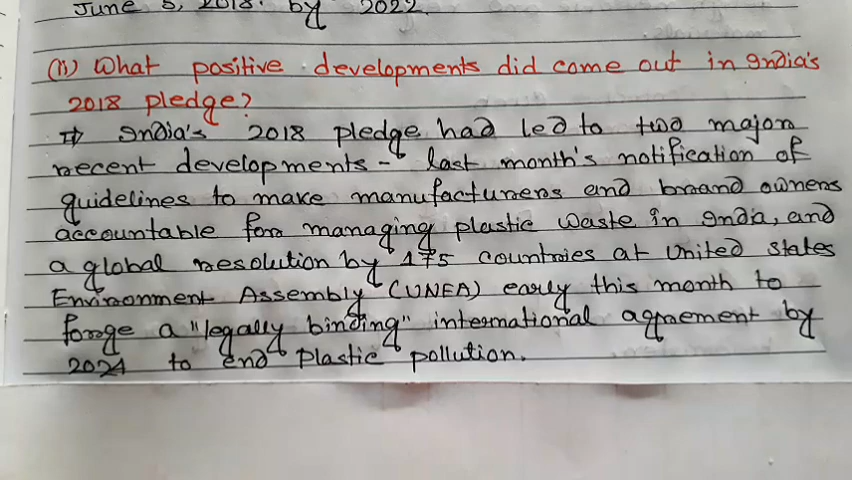 June 5, 2018. by 2022.
(ii) What positive developments did come out in India's
2018 pledge?
⇒ India's 2018 pledge had led to two major
recent developments - last month's notification of
guidelines to make manufacturers and brand owners
accountable for managing plastic waste in India, and
a global resolution by 175 countries at United states
Environment Assembly (UNEA) early this month to
forge a "legally binding" international agreement by
2024 to end plastic pollution.